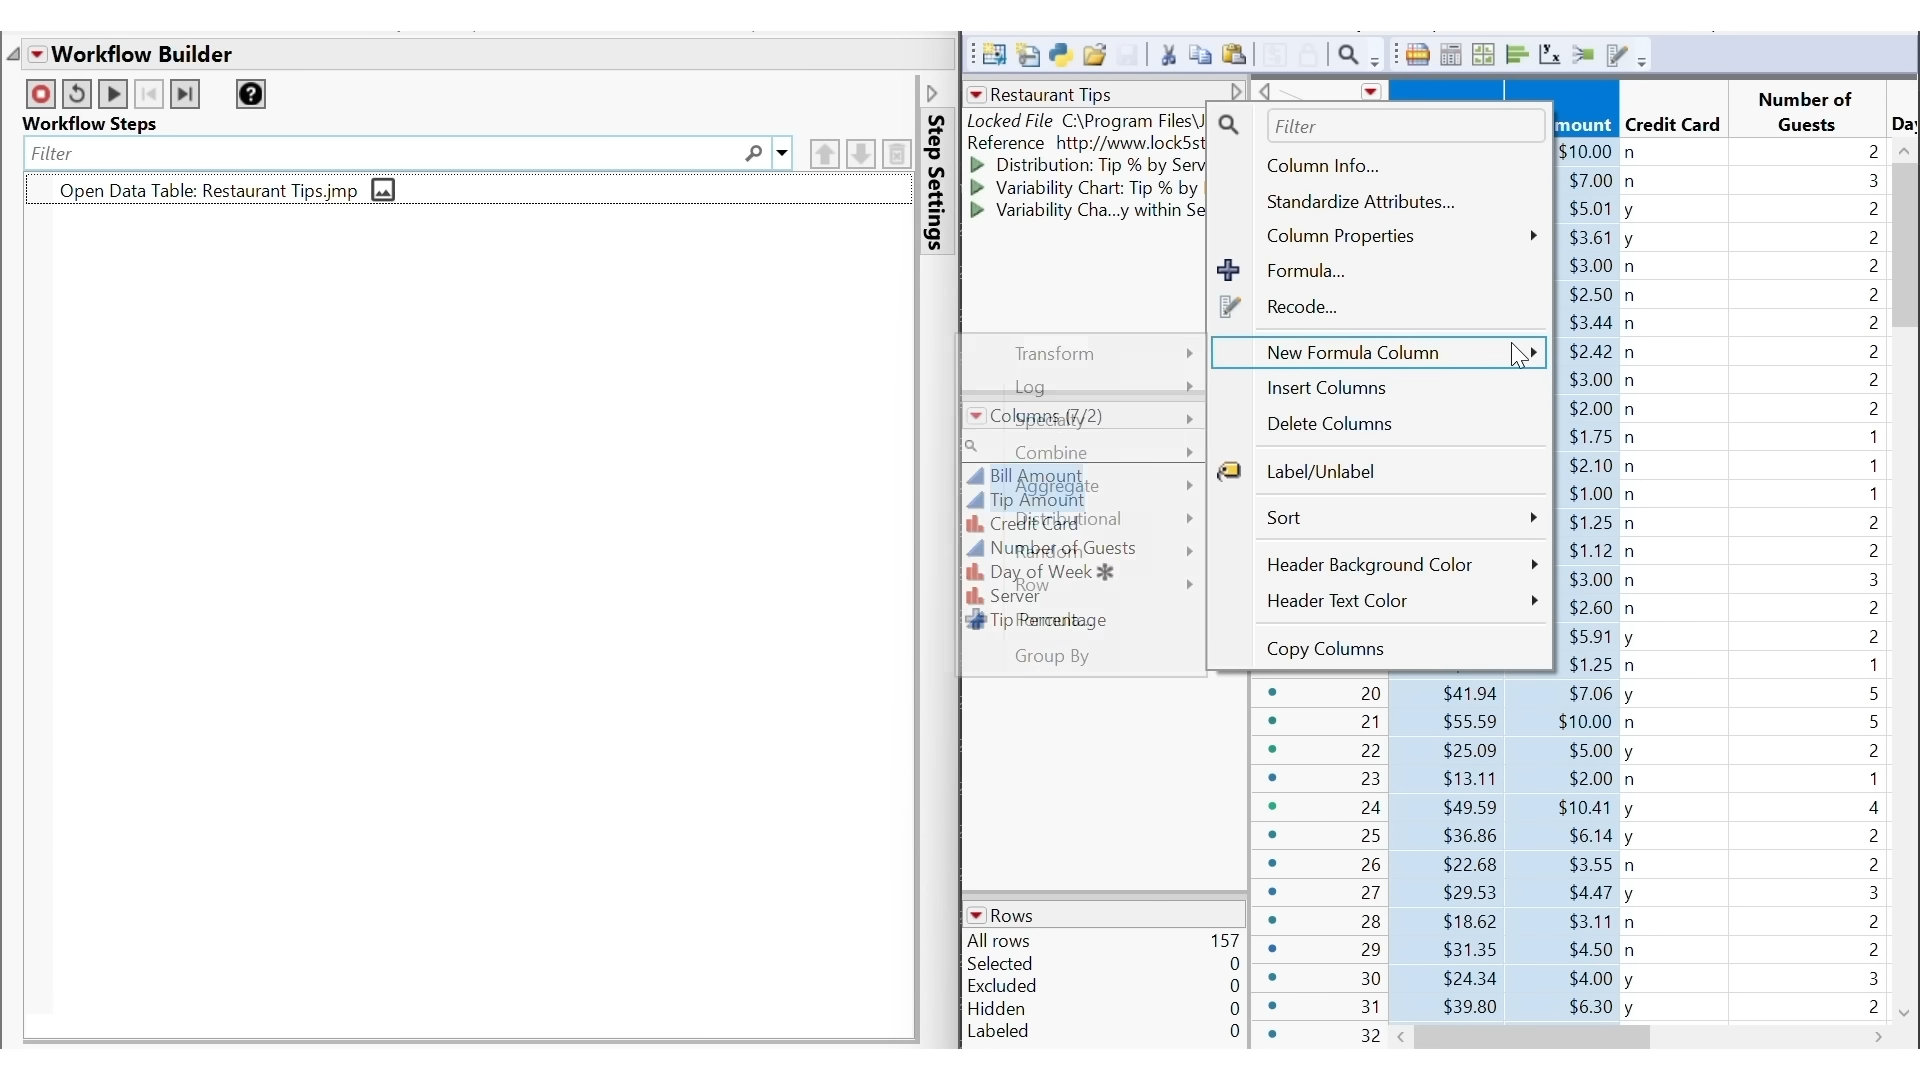 Workflow Builder
Workflow Steps
Filter
Open Data Table: Restaurant Tips.jmp
Step Settings
Restaurant Tips
Locked File C:\Program Files\J
Reference http://www.lock5st
Distribution: Tip % by Serv
Variability Chart: Tip % by
Variability Cha...y within Se
Transform
Log
Specialty
Combine
Aggregate
Distributional
Random
Row
Formula...
Group By
Columns (7/2)
Bill Amount
Tip Amount
Credit Card
Number of Guests
Day of Week
Server
Tip Percentage
Rows
All rows 157
Selected 0
Excluded 0
Hidden 0
Labeled 0
Filter
Column Info...
Standardize Attributes...
Column Properties
Formula...
Recode...
New Formula Column
Insert Columns
Delete Columns
Label/Unlabel
Sort
Header Background Color
Header Text Color
Copy Columns
mount Credit Card Number of Guests Da
$10.00 n 2
$7.00 n 3
$5.01 y 2
$3.61 y 2
$3.00 n 2
$2.50 n 2
$3.44 n 2
$2.42 n 2
$3.00 n 2
$2.00 n 2
$1.75 n 1
$2.10 n 1
$1.00 n 1
$1.25 n 2
$1.12 n 2
$3.00 n 3
$2.60 n 2
$5.91 y 2
$1.25 n 1
20 $41.94 $7.06 y 5
21 $55.59 $10.00 n 5
22 $25.09 $5.00 y 2
23 $13.11 $2.00 n 1
24 $49.59 $10.41 y 4
25 $36.86 $6.14 y 2
26 $22.68 $3.55 n 2
27 $29.53 $4.47 y 3
28 $18.62 $3.11 n 2
29 $31.35 $4.50 n 2
30 $24.34 $4.00 y 3
31 $39.80 $6.30 y 2
32